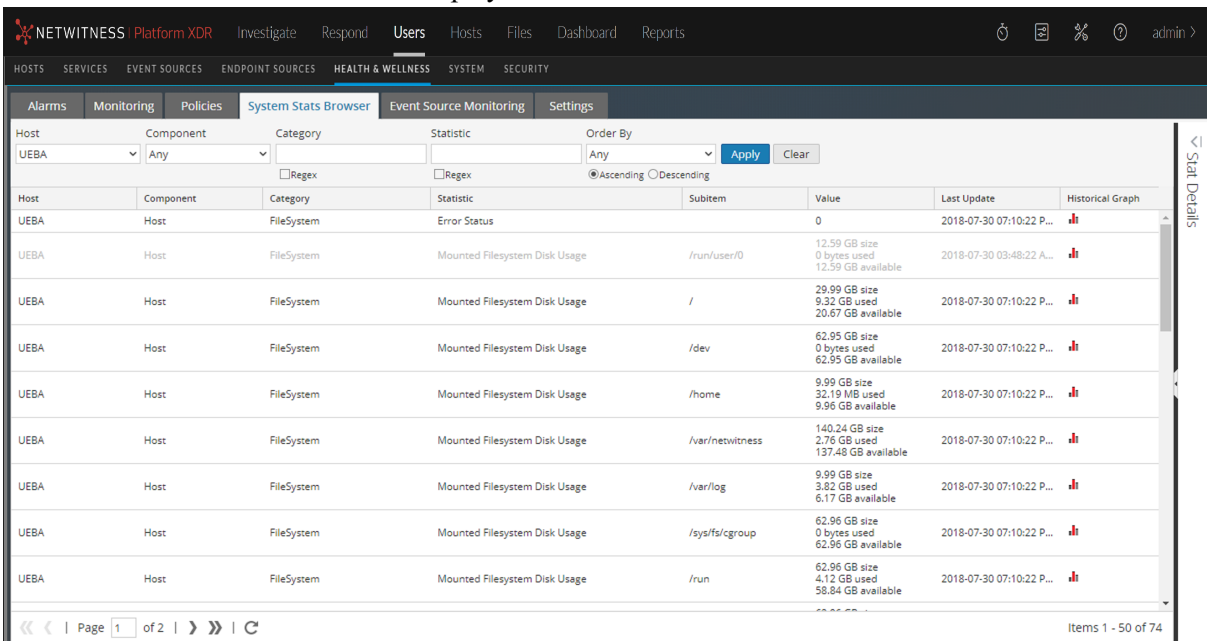 NETWITNESS Platform XDR Investigate Respond Users Hosts Files Dashboard Reports admin >
HOSTS SERVICES EVENT SOURCES ENDPOINT SOURCES HEALTH & WELLNESS SYSTEM SECURITY
Alarms Monitoring Policies System Stats Browser Event Source Monitoring Settings
Host Component Category Statistic Order By
UEBA Any Any Apply Clear
Regex Regex Ascending Descending
Stat Details
Host Component Category Statistic Subitem Value Last Update Historical Graph
UEBA Host FileSystem Error Status 0 2018-07-30 07:10:22 P...
UEBA Host FileSystem Mounted Filesystem Disk Usage /run/user/0 12.59 GB size 2018-07-30 03:48:22 A...
0 bytes used
12.59 GB available
UEBA Host FileSystem Mounted Filesystem Disk Usage / 29.99 GB size 2018-07-30 07:10:22 P...
9.32 GB used
20.67 GB available
UEBA Host FileSystem Mounted Filesystem Disk Usage /dev 62.95 GB size 2018-07-30 07:10:22 P...
0 bytes used
62.95 GB available
UEBA Host FileSystem Mounted Filesystem Disk Usage /home 9.99 GB size 2018-07-30 07:10:22 P...
32.19 MB used
9.96 GB available
UEBA Host FileSystem Mounted Filesystem Disk Usage /var/netwitness 140.24 GB size 2018-07-30 07:10:22 P...
2.76 GB used
137.48 GB available
UEBA Host FileSystem Mounted Filesystem Disk Usage /var/log 9.99 GB size 2018-07-30 07:10:22 P...
3.82 GB used
6.17 GB available
UEBA Host FileSystem Mounted Filesystem Disk Usage /sys/fs/cgroup 62.96 GB size 2018-07-30 07:10:22 P...
0 bytes used
62.96 GB available
UEBA Host FileSystem Mounted Filesystem Disk Usage /run 62.96 GB size 2018-07-30 07:10:22 P...
4.12 GB used
58.84 GB available
Page 1 of 2 Items 1 - 50 of 74